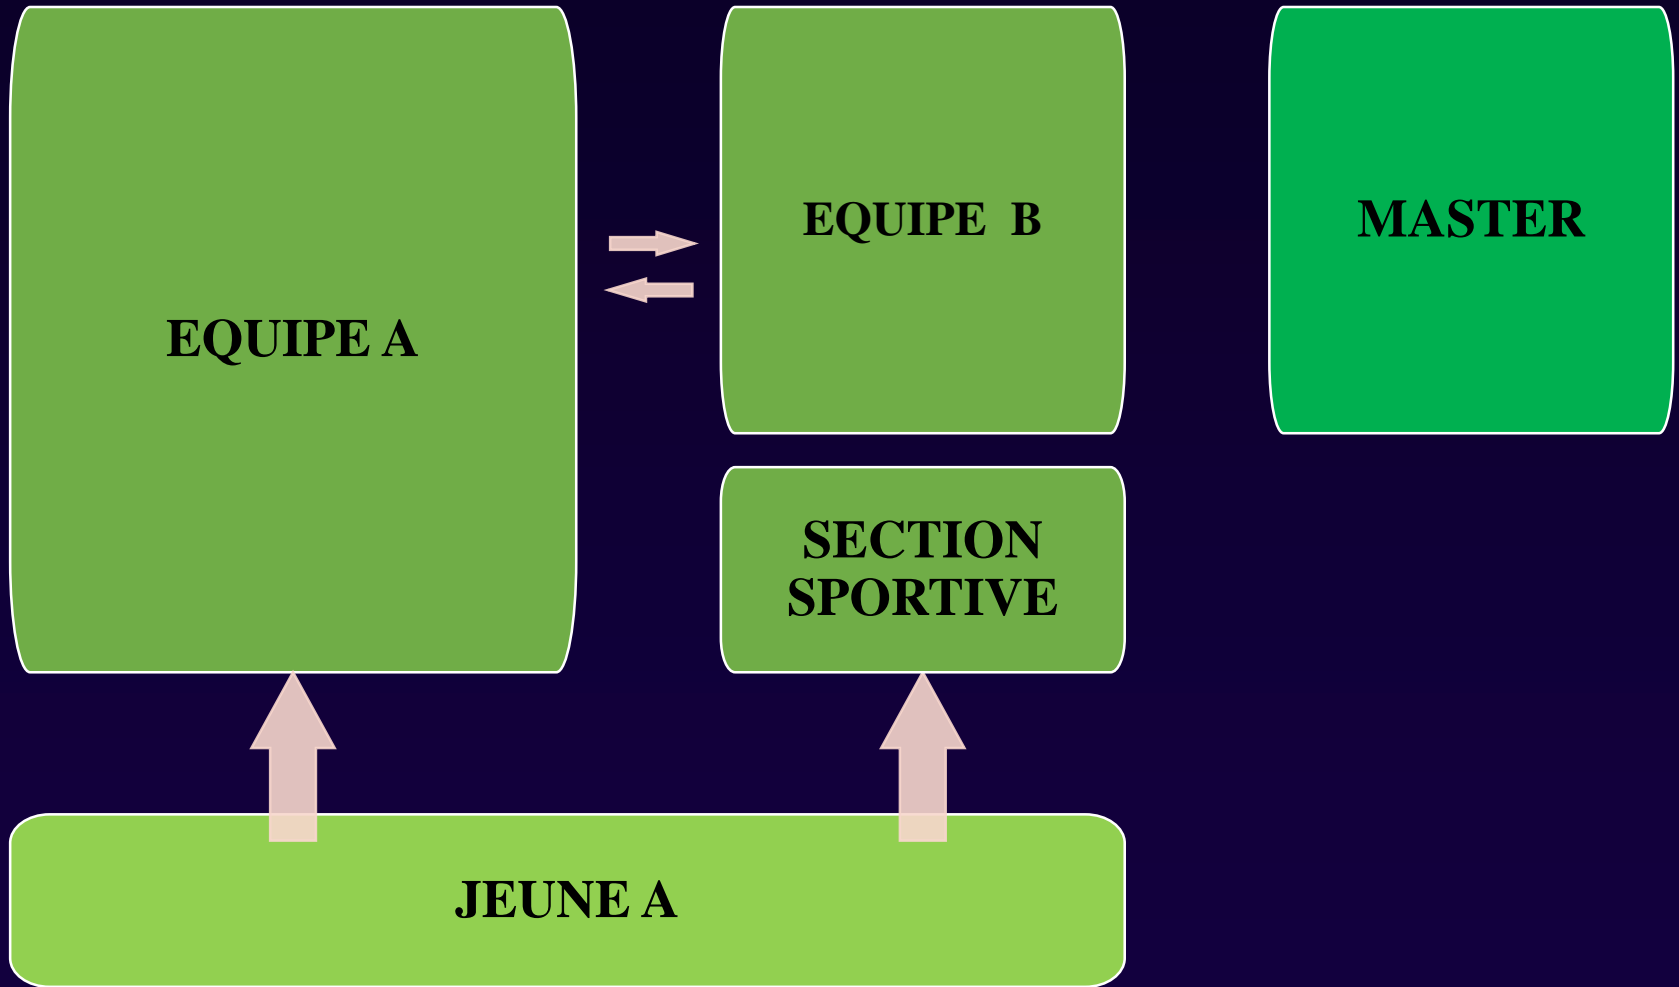 EQUIPE A
EQUIPE B
MASTER
SECTION
SPORTIVE
JEUNE A